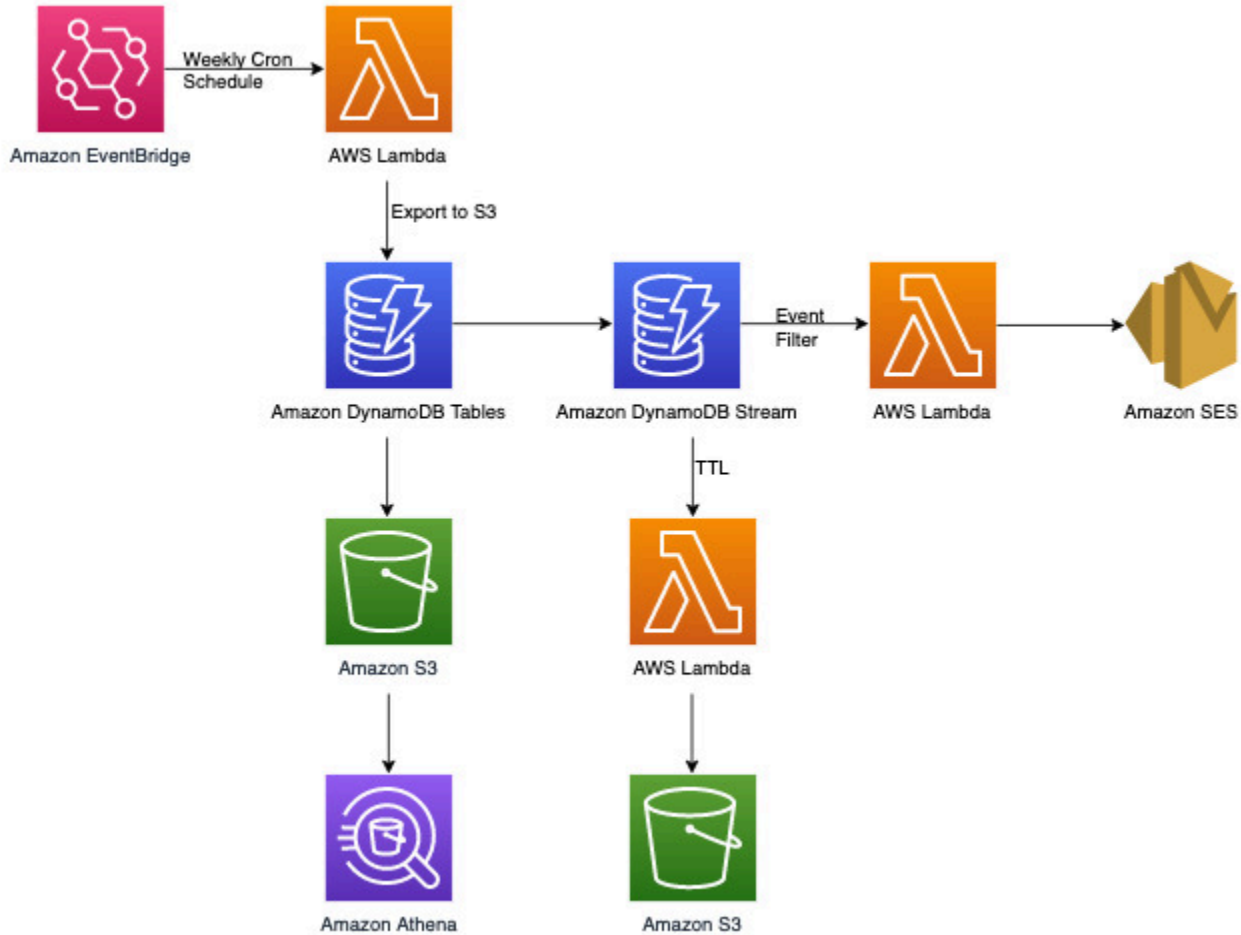 Weekly Cron
Schedule
Amazon EventBridge
AWS Lambda
Export to S3
Event
Filter
Amazon DynamoDB Tables
Amazon DynamoDB Stream
AWS Lambda
Amazon SES
TTL
Amazon S3
AWS Lambda
Amazon Athena
Amazon S3